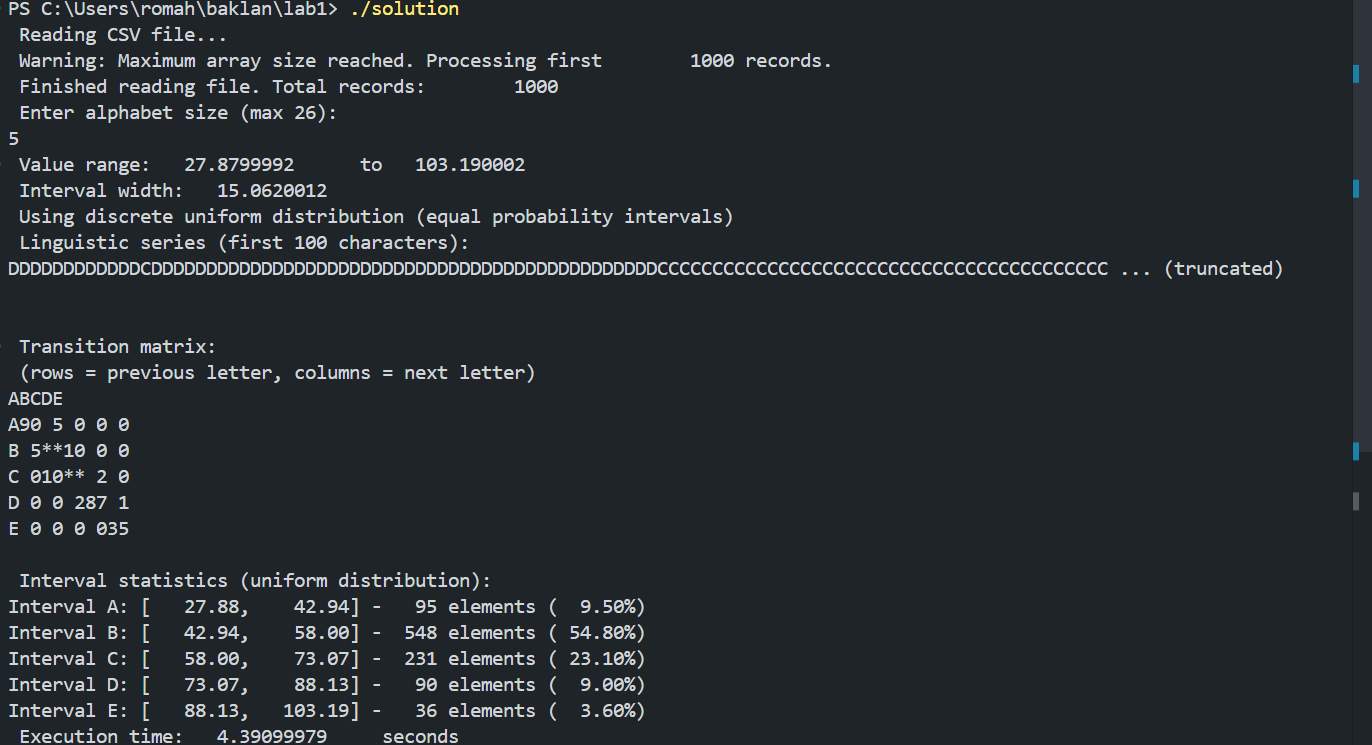 PS C:\Users\romah\baklan\lab1> ./solution
 Reading CSV file...
 Warning: Maximum array size reached. Processing first        1000 records.
 Finished reading file. Total records:        1000
 Enter alphabet size (max 26):
5
 Value range:   27.8799992      to   103.190002
 Interval width:   15.0620012
 Using discrete uniform distribution (equal probability intervals)
 Linguistic series (first 100 characters):
DDDDDDDDDDDDCDDDDDDDDDDDDDDDDDDDDDDDDDDDDDDDDDDDDDDDDDDDDDDCCCCCCCCCCCCCCCCCCCCCCCCCCCCCCCCCCCCCCCCC ... (truncated)
 Transition matrix:
 (rows = previous letter, columns = next letter)
ABCDE
A90 5 0 0 0
B 5**10 0 0
C 010** 2 0
D 0 0 287 1
E 0 0 0 035
 Interval statistics (uniform distribution):
Interval A: [   27.88,    42.94] -   95 elements (  9.50%)
Interval B: [   42.94,    58.00] -  548 elements ( 54.80%)
Interval C: [   58.00,    73.07] -  231 elements ( 23.10%)
Interval D: [   73.07,    88.13] -   90 elements (  9.00%)
Interval E: [   88.13,   103.19] -   36 elements (  3.60%)
 Execution time:   4.39099979     seconds